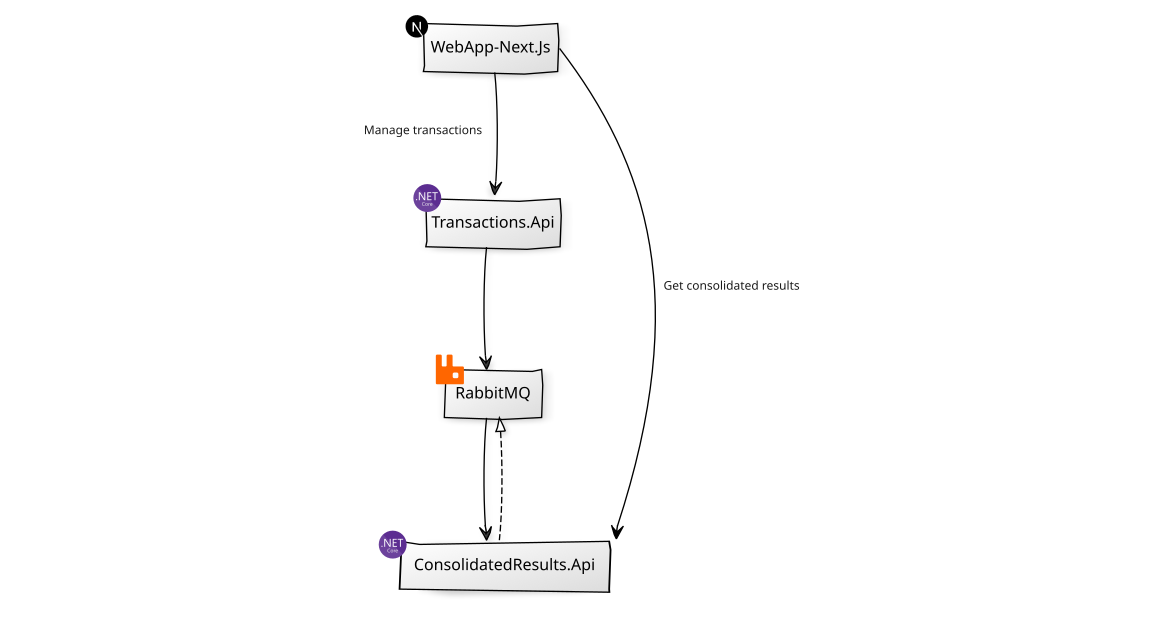 N
WebApp-Next.Js
Manage transactions
.NET
Core
Transactions.Api
Get consolidated results
RabbitMQ
.NET
Core
ConsolidatedResults.Api